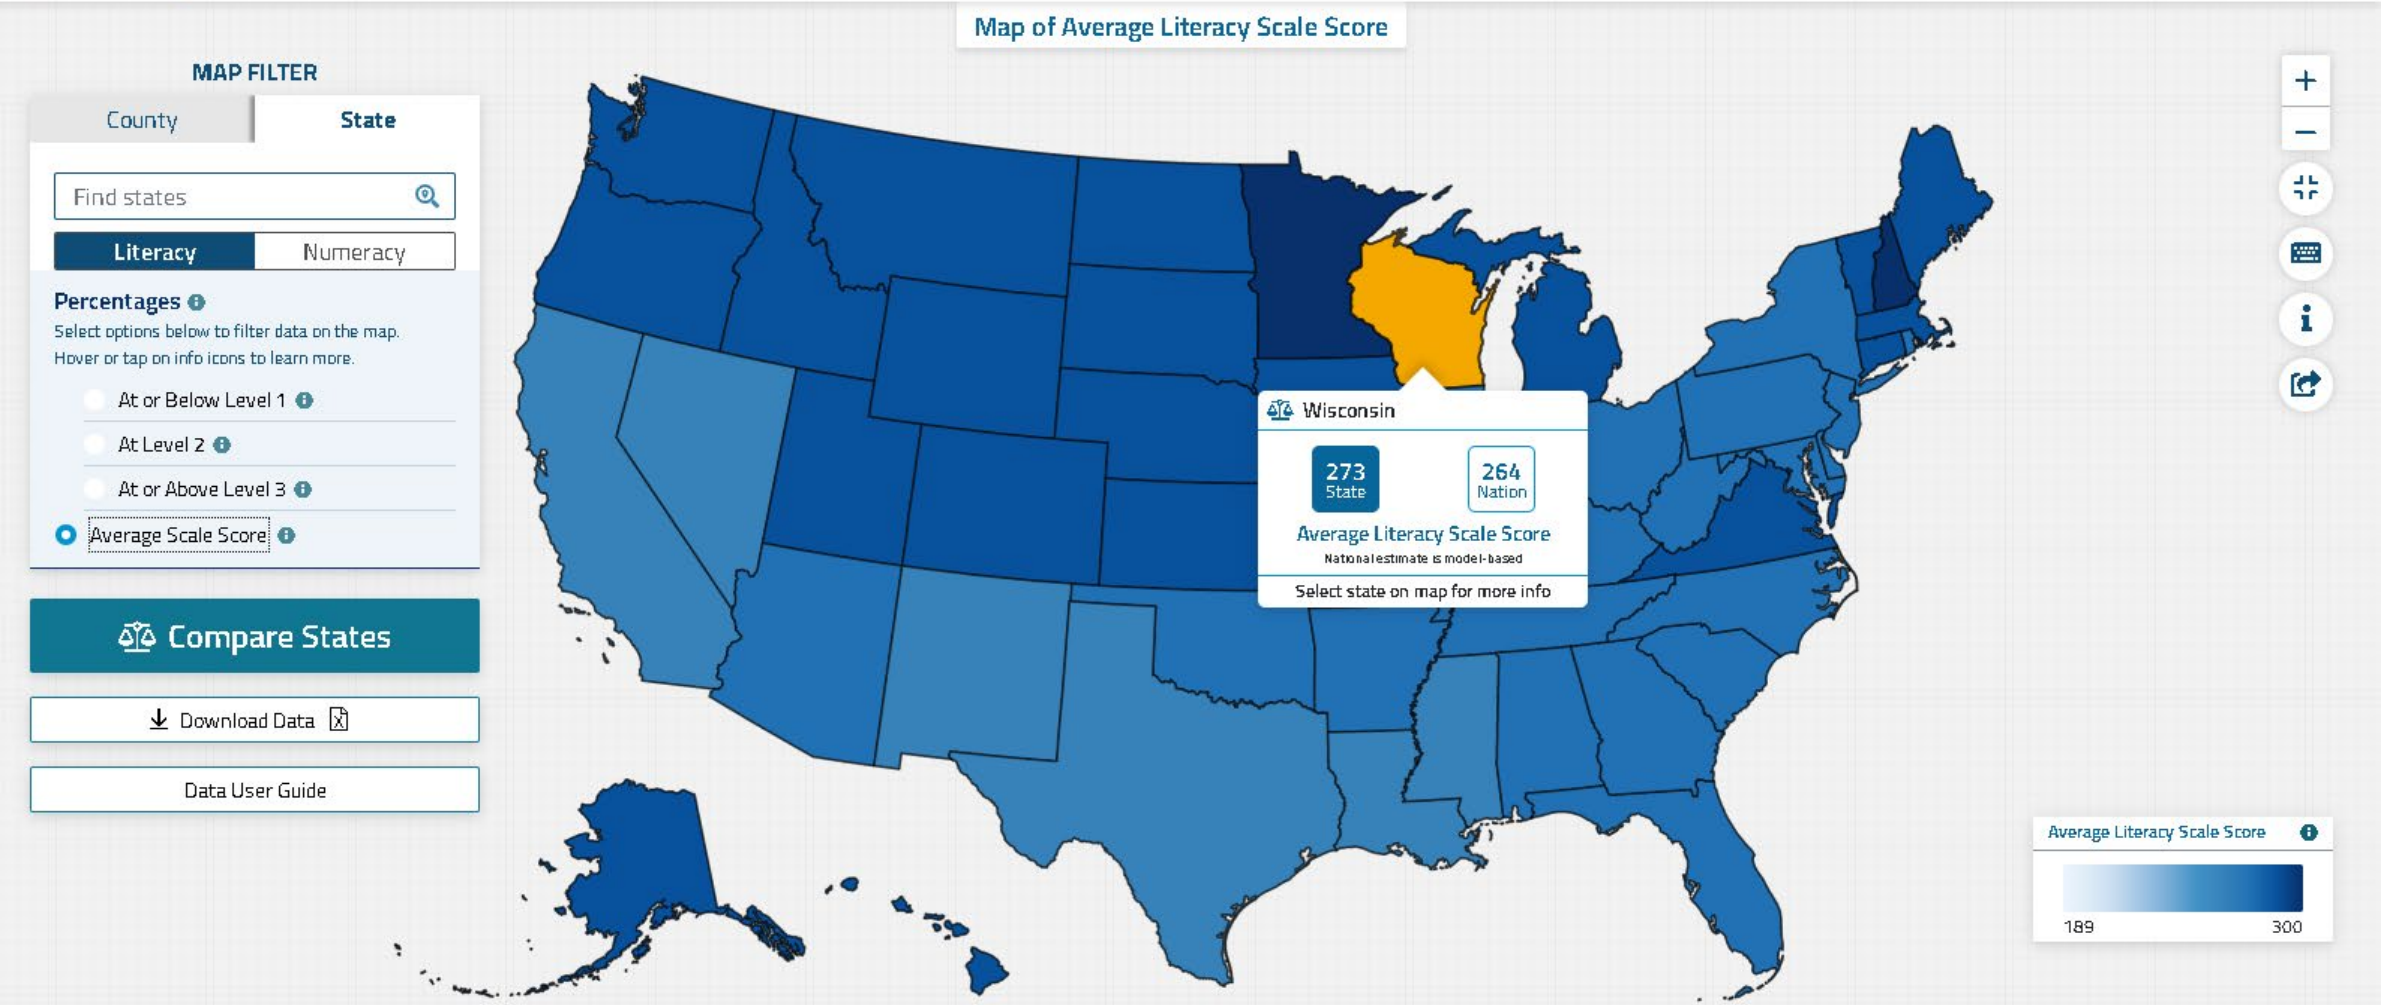 Map of Average Literacy Scale Score
MAP FILTER
County
State
Find states
Literacy
Numeracy
Percentages
Select options below to filter data on the map.
Hover or tap on info icons to learn more.
At or Below Level 1
At Level 2
At or Above Level 3
Average Scale Score
Compare States
Download Data
Data User Guide
Wisconsin
273
State
264
Nation
Average Literacy Scale Score
National estimate is model-based
Select state on map for more info
Average Literacy Scale Score
189
300